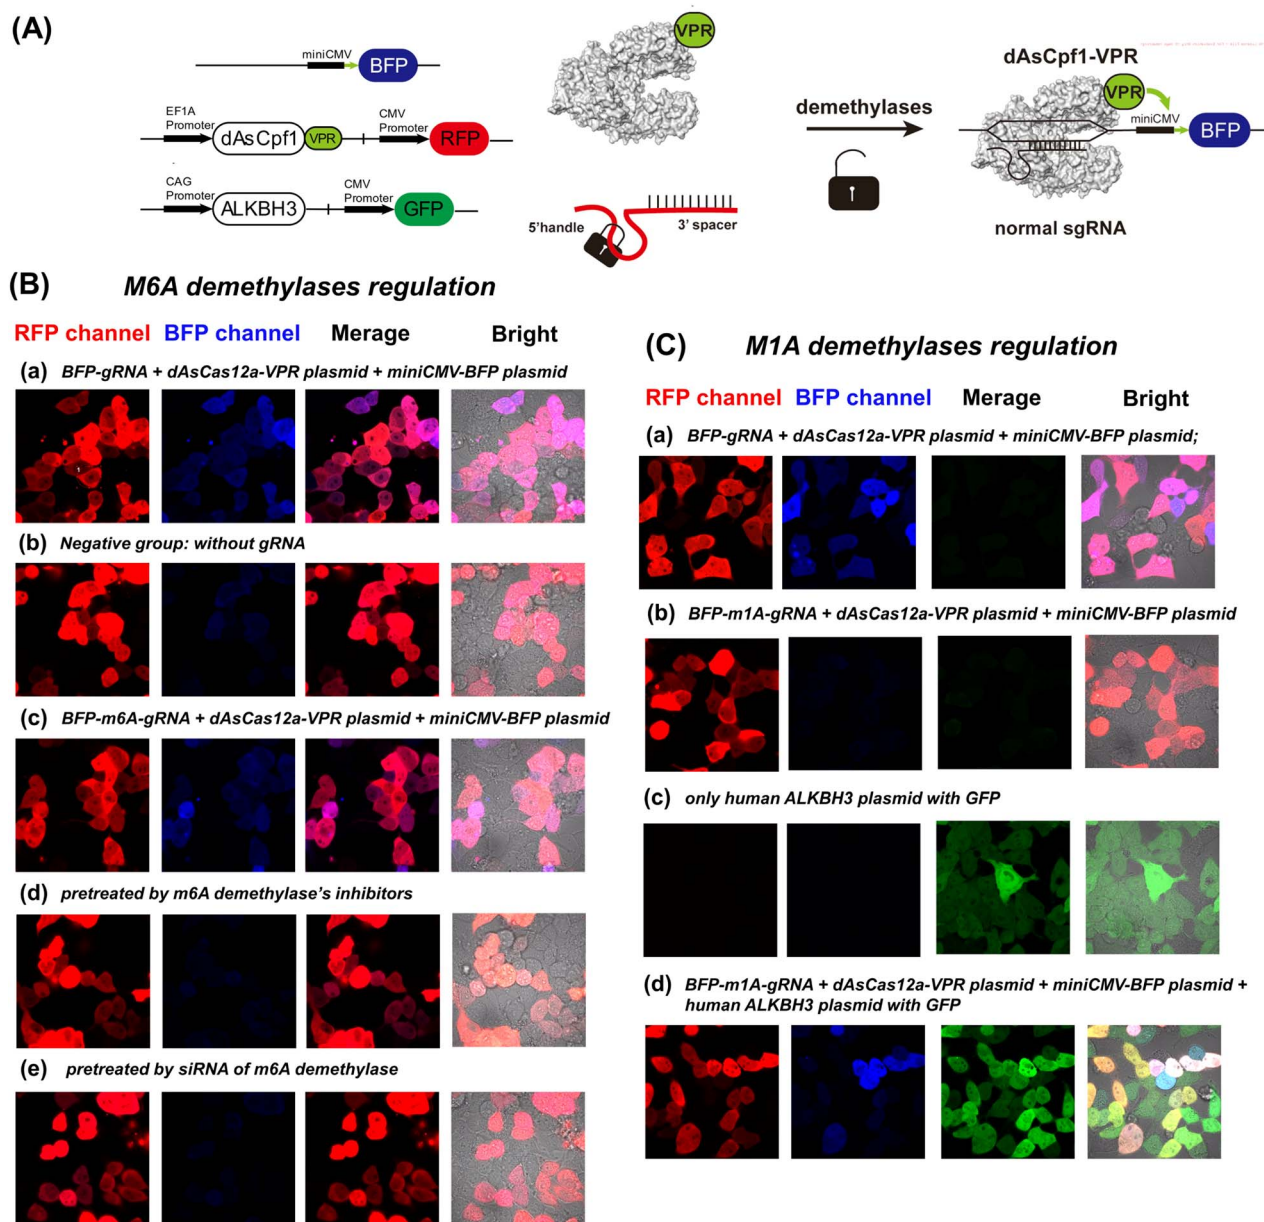 (A)
miniCMV
BFP
EF1A
Promoter
dAsCpf1
VPR
CMV
Promoter
RFP
CAG
Promoter
ALKBH3
CMV
Promoter
GFP
VPR
5'handle
3' spacer
demethylases
dAsCpf1-VPR
VPR
miniCMV
BFP
normal sgRNA
(B)
M6A demethylases regulation
RFP channel BFP channel Merage Bright
(a) BFP-gRNA + dAsCas12a-VPR plasmid + miniCMV-BFP plasmid
(b) Negative group: without gRNA
(c) BFP-m6A-gRNA + dAsCas12a-VPR plasmid + miniCMV-BFP plasmid
(d) pretreated by m6A demethylase's inhibitors
(e) pretreated by siRNA of m6A demethylase
(C) M1A demethylases regulation
RFP channel BFP channel Merage Bright
(a) BFP-gRNA + dAsCas12a-VPR plasmid + miniCMV-BFP plasmid;
(b) BFP-m1A-gRNA + dAsCas12a-VPR plasmid + miniCMV-BFP plasmid
(c) only human ALKBH3 plasmid with GFP
(d) BFP-m1A-gRNA + dAsCas12a-VPR plasmid + miniCMV-BFP plasmid +
human ALKBH3 plasmid with GFP